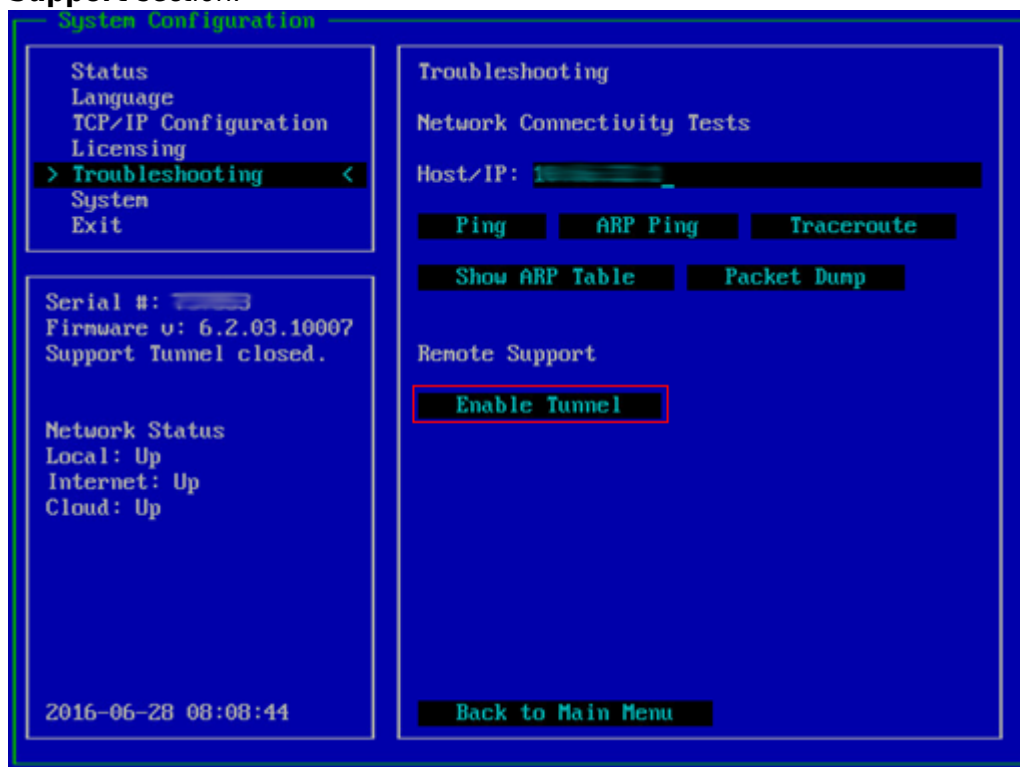 Support section.
System Configuration
Status
Language
TCP/IP Configuration
Licensing
> Troubleshooting <
System
Exit
Serial #:
Firmware v: 6.2.03.10007
Support Tunnel closed.
Network Status
Local: Up
Internet: Up
Cloud: Up
2016-06-28 08:08:44
Troubleshooting
Network Connectivity Tests
Host/IP:
Ping ARP Ping Traceroute
Show ARP Table Packet Dump
Remote Support
Enable Tunnel
Back to Main Menu